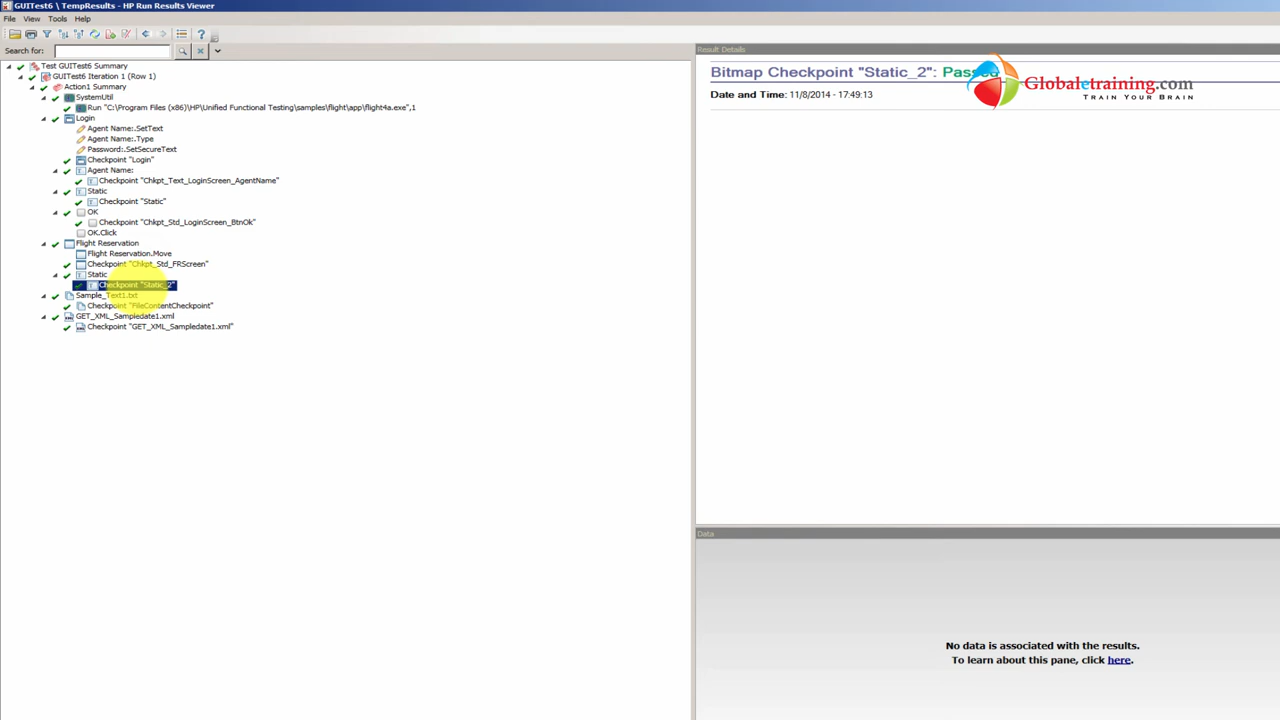 GUITest6 \ TempResults - HP Run Results Viewer
File View Tools Help
Search for:
Test GUITest6 Summary
GUITest6 Iteration 1 (Row 1)
Action1 Summary
SystemUtil
Run "C:\Program Files (x86)\HP\Unified Functional Testing\samples\flight\app\flight4a.exe",1
Login
Agent Name:.SetText
Agent Name:.Type
Password:.SetSecureText
Checkpoint "Login"
Agent Name:
Checkpoint "Chkpt_Text_LoginScreen_AgentName"
Static
Checkpoint "Static"
OK
Checkpoint "Chkpt_Std_LoginScreen_BtnOk"
OK.Click
Flight Reservation
Flight Reservation.Move
Checkpoint "Chkpt_Std_FRScreen"
Static
Checkpoint "Static_2"
Sample_Text1.txt
Checkpoint "FileContentCheckpoint"
GET_XML_Sampledate1.xml
Checkpoint "GET_XML_Sampledate1.xml"
Result Details
Bitmap Checkpoint "Static_2": Passed
Date and Time: 11/8/2014 - 17:49:13
Globaletraining.com
TRAIN YOUR BRAIN
Data
No data is associated with the results.
To learn about this pane, click here.